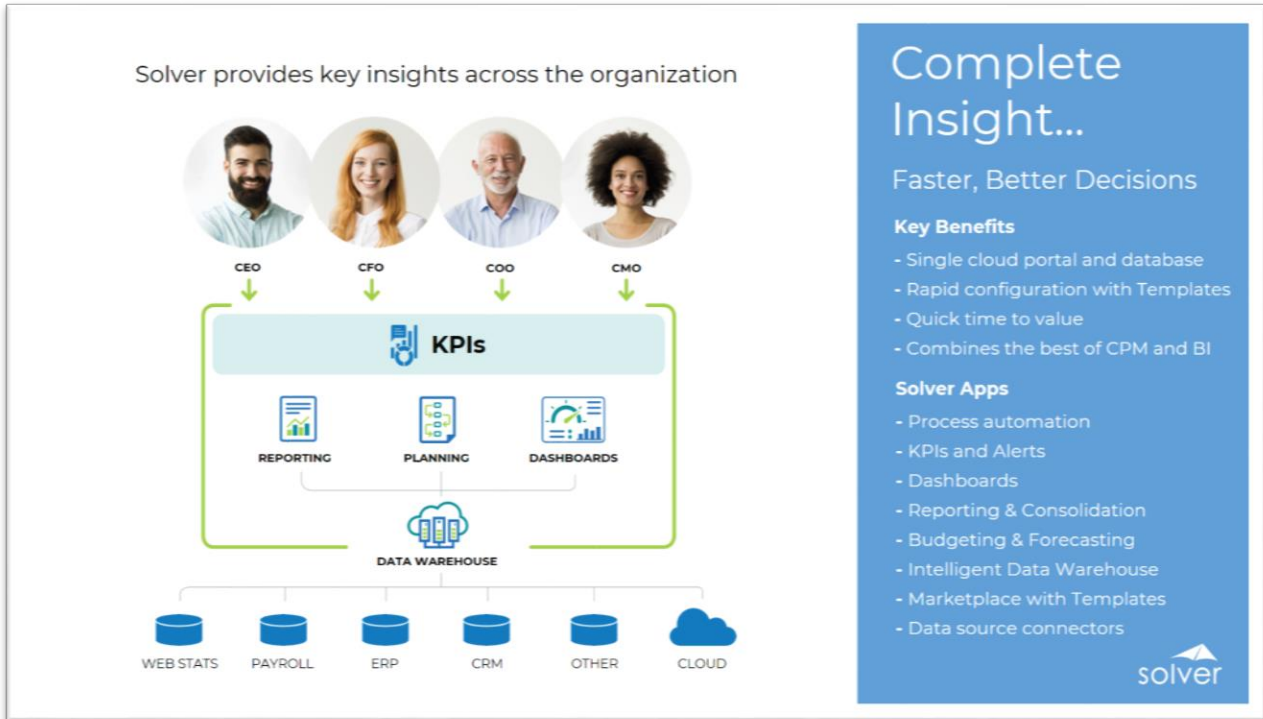 Solver provides key insights across the organization
CEO
CFO
COO
CMO
KPIs
REPORTING
PLANNING
DASHBOARDS
DATA WAREHOUSE
WEB STATS
PAYROLL
ERP
CRM
OTHER
CLOUD
Complete
Insight...
Faster, Better Decisions
Key Benefits
- Single cloud portal and database
- Rapid configuration with Templates
- Quick time to value
- Combines the best of CPM and BI
Solver Apps
- Process automation
- KPIs and Alerts
- Dashboards
- Reporting & Consolidation
- Budgeting & Forecasting
- Intelligent Data Warehouse
- Marketplace with Templates
- Data source connectors
solver